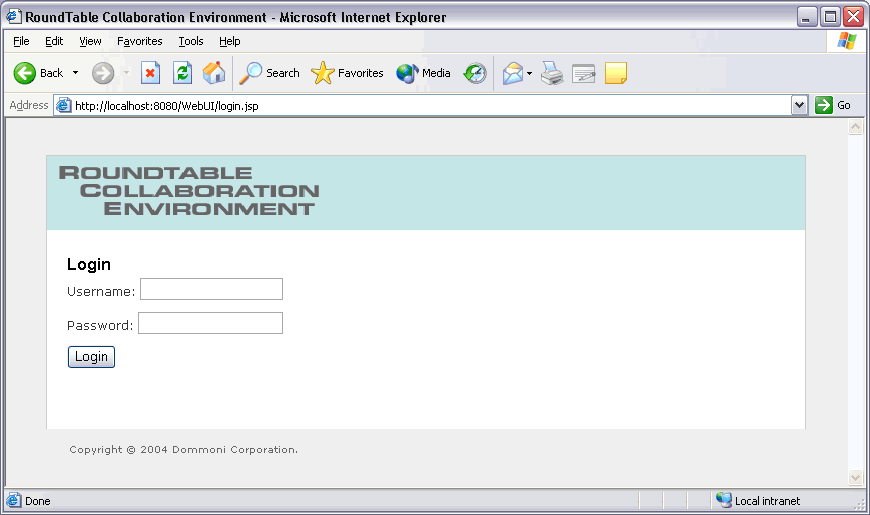 RoundTable Collaboration Environment - Microsoft Internet Explorer
File Edit View Favorites Tools Help
Back Search Favorites Media
Address http://localhost:8080/WebUI/login.jsp Go
ROUNDTABLE
COLLABORATION
ENVIRONMENT
Login
Username:
Password:
Login
Copyright © 2004 Dommoni Corporation.
Done Local intranet